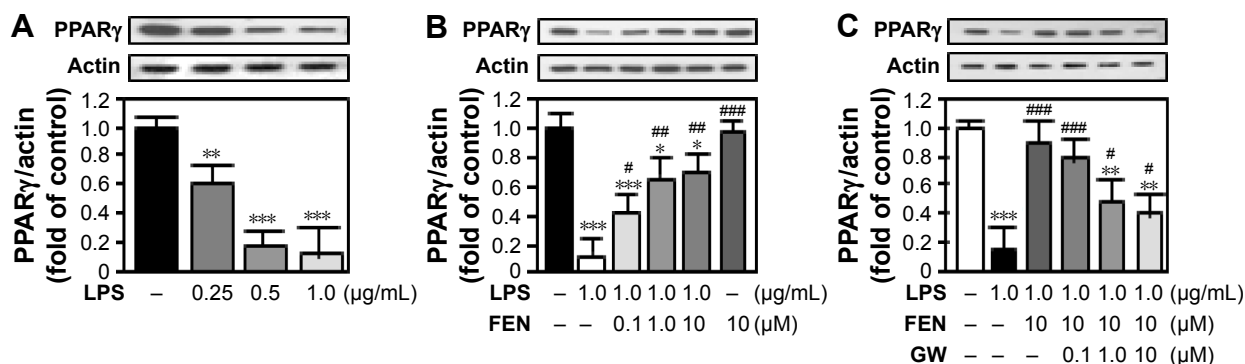 A PPARγ
Actin
PPARγ/actin
(fold of control)
1.2
1.0
0.8
0.6
0.4
0.2
0
**
***
***
LPS – 0.25 0.5 1.0 (µg/mL)
B PPARγ
Actin
PPARγ/actin
(fold of control)
1.2
1.0
0.8
0.6
0.4
0.2
0
***
#
***
##
*
##
*
###
LPS – 1.0 1.0 1.0 1.0 – (µg/mL)
FEN – – 0.1 1.0 10 10 (µM)
C PPARγ
Actin
PPARγ/actin
(fold of control)
1.2
1.0
0.8
0.6
0.4
0.2
0
***
###
###
#
**
#
**
LPS – 1.0 1.0 1.0 1.0 1.0 (µg/mL)
FEN – – 10 10 10 10 (µM)
GW – – – 0.1 1.0 10 (µM)